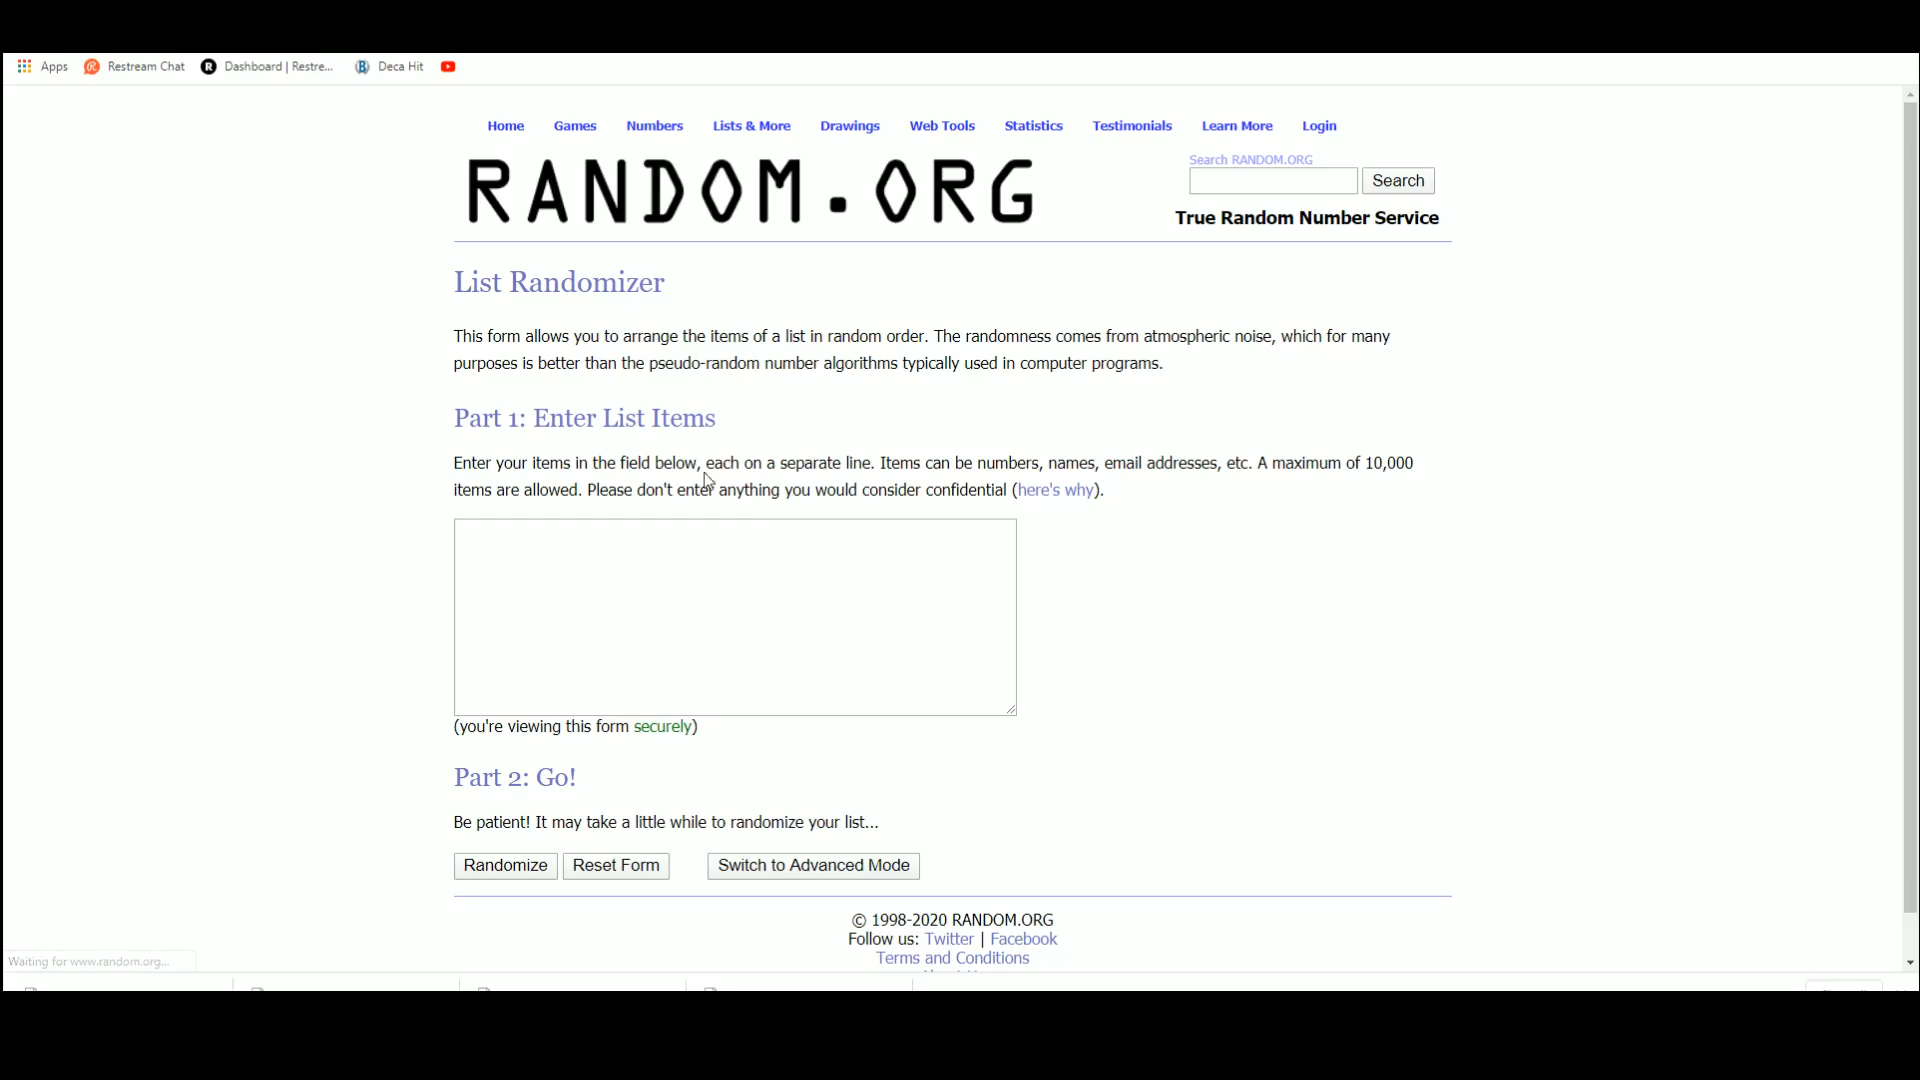 Apps Restream Chat Dashboard | Restre... Deca Hit
Home Games Numbers Lists & More Drawings Web Tools Statistics Testimonials Learn More Login
RANDOM.ORG
Search RANDOM.ORG
Search
True Random Number Service
List Randomizer
This form allows you to arrange the items of a list in random order. The randomness comes from atmospheric noise, which for many
purposes is better than the pseudo-random number algorithms typically used in computer programs.
Part 1: Enter List Items
Enter your items in the field below, each on a separate line. Items can be numbers, names, email addresses, etc. A maximum of 10,000
items are allowed. Please don't enter anything you would consider confidential (here's why).
(you're viewing this form securely)
Part 2: Go!
Be patient! It may take a little while to randomize your list...
Randomize Reset Form Switch to Advanced Mode
© 1998-2020 RANDOM.ORG
Follow us: Twitter | Facebook
Terms and Conditions
Waiting for www.random.org...